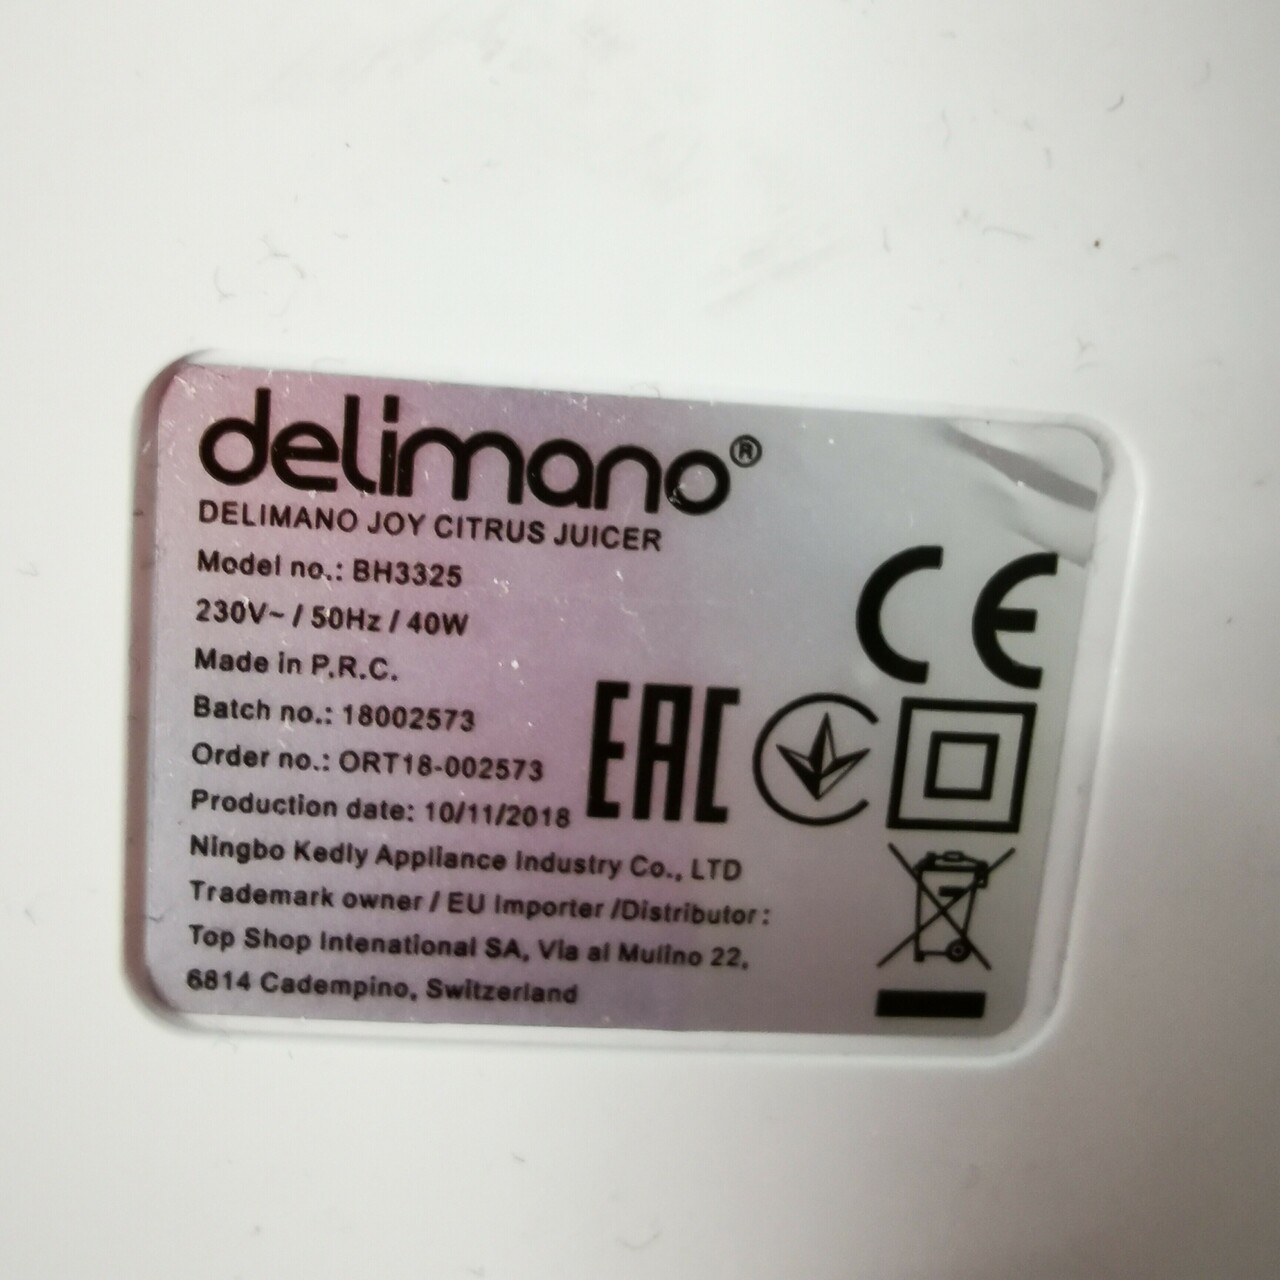 delimano®
DELIMANO JOY CITRUS JUICER
Model no.: BH3325
230V~ / 50Hz / 40W
Made in P.R.C.
Batch no.: 18002573
Order no.: ORT18-002573
Production date: 10/11/2018
Ningbo Kedly Appliance Industry Co., LTD
Trademark owner / EU Importer /Distributor:
Top Shop Intenational SA, Via al Mulino 22,
6814 Cadempino, Switzerland
CE
EAC